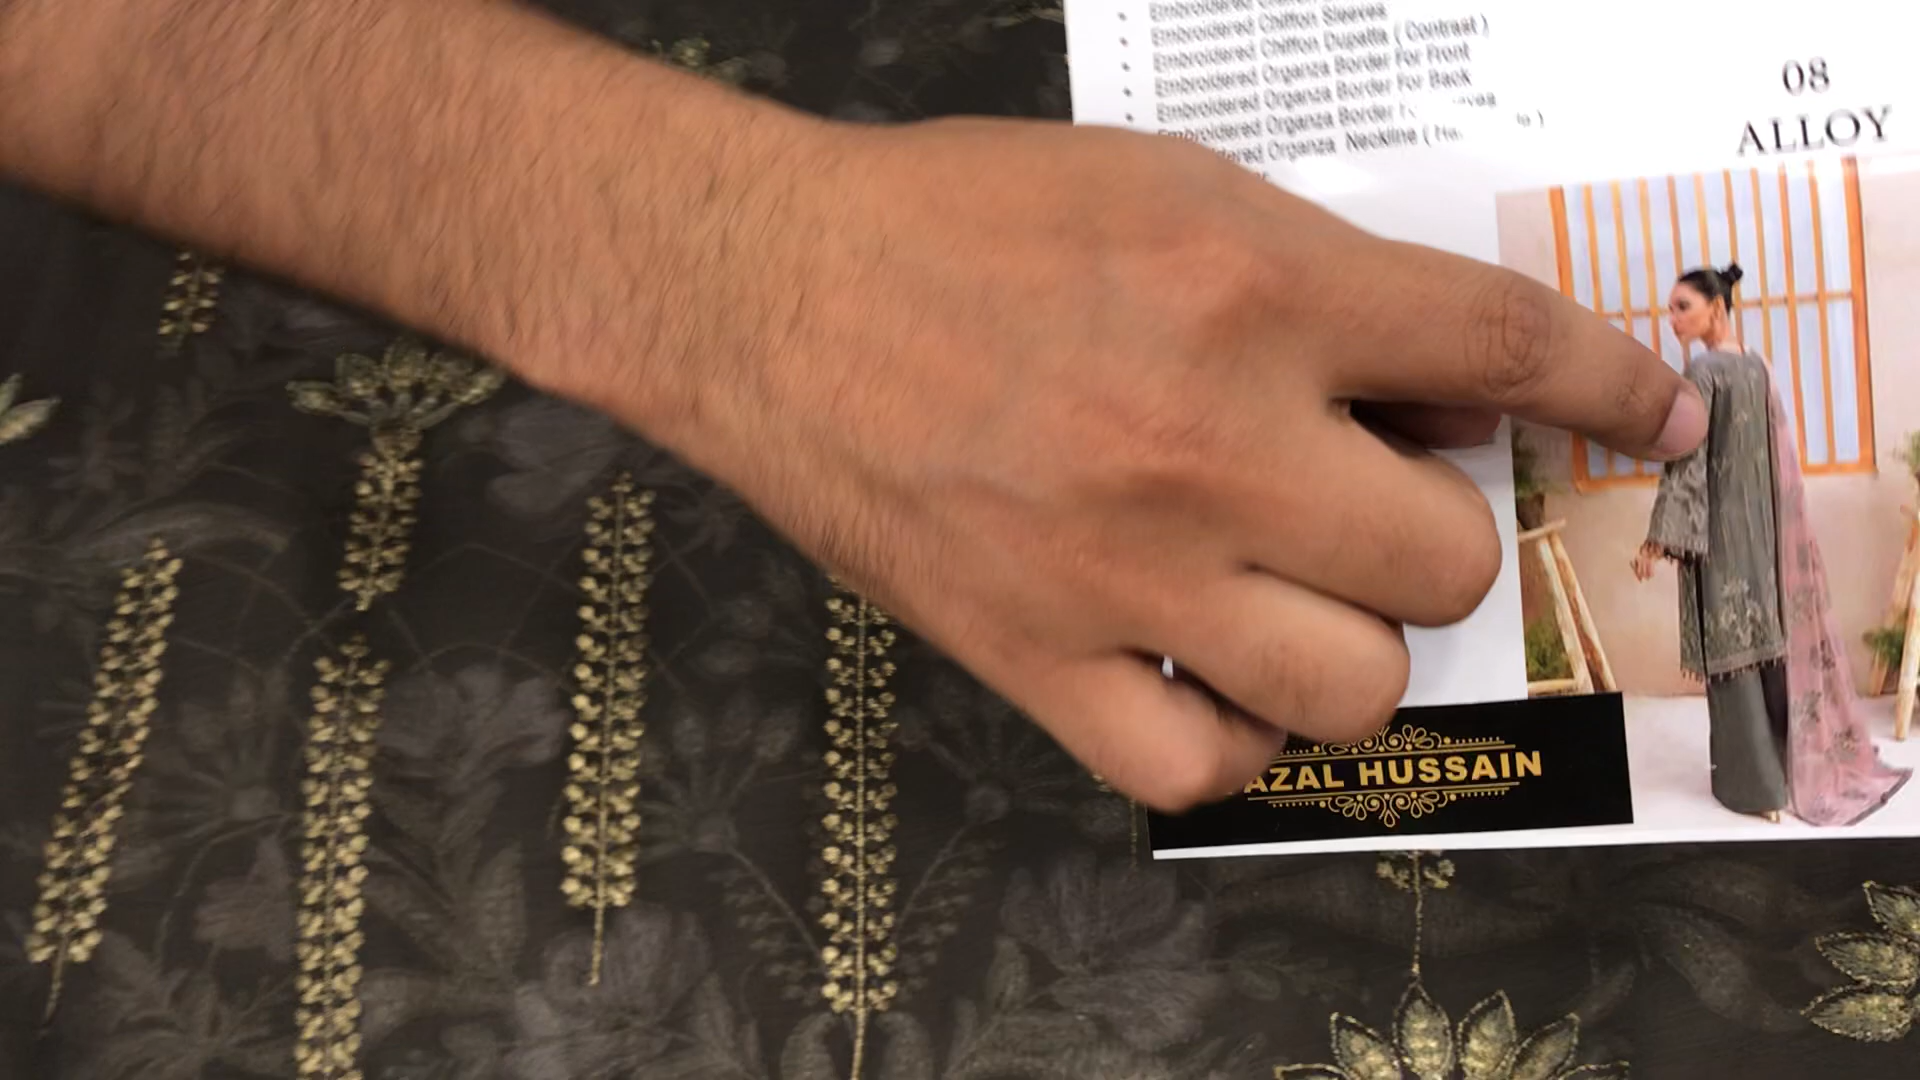 Embroidered Chiffon Sleeves
Embroidered Chiffon Dupatta ( Contrast )
Embroidered Organza Border For Front
Embroidered Organza Border For Back
Embroidered Organza Border
Organza Neckline (
08
ALLOY
AZAL HUSSAIN